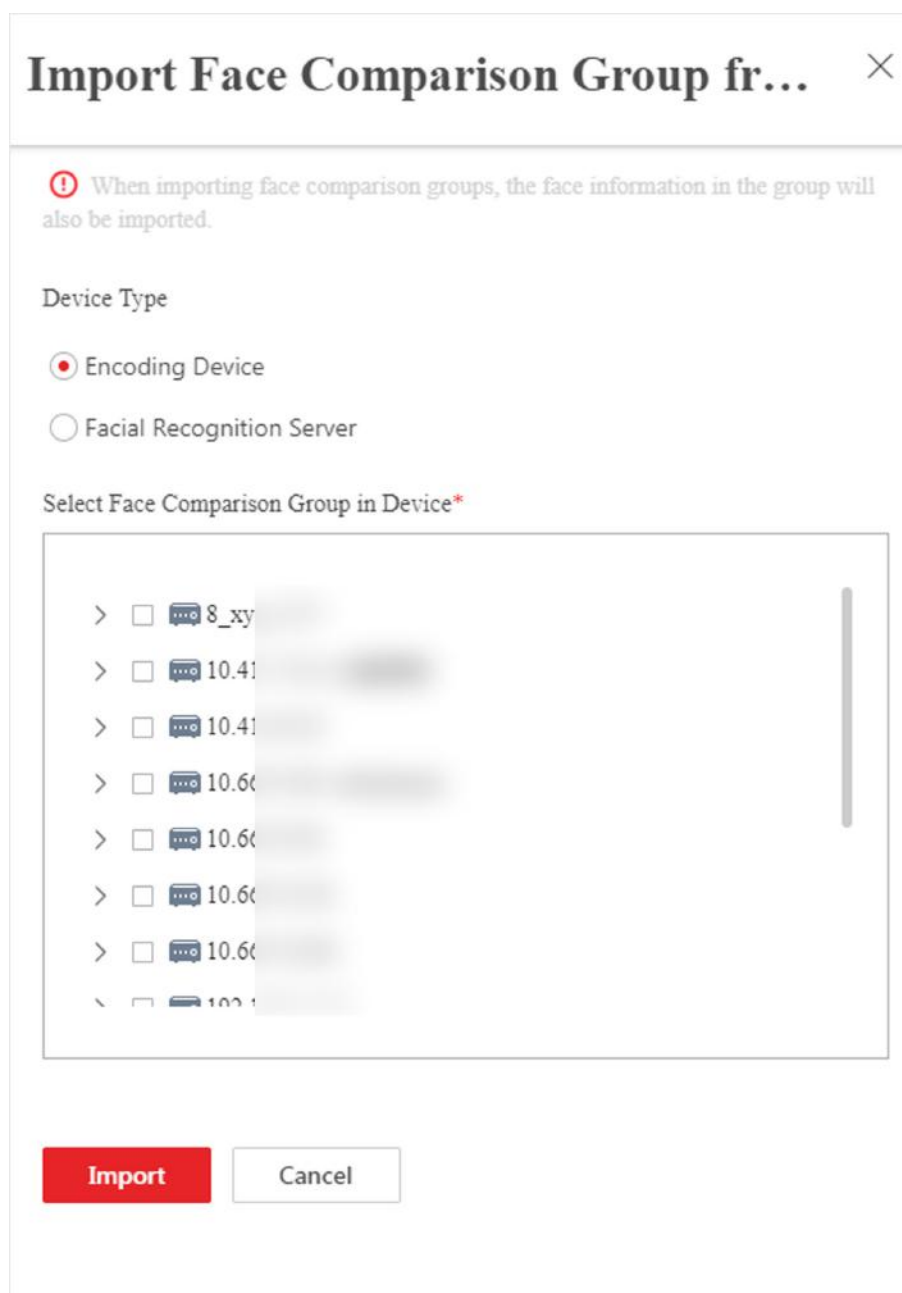 Import Face Comparison Group fr...
When importing face comparison groups, the face information in the group will
also be imported.
Device Type
Encoding Device
Facial Recognition Server
Select Face Comparison Group in Device*
8_xy
10.41
10.41
10.66
10.66
10.66
10.66
Import
Cancel